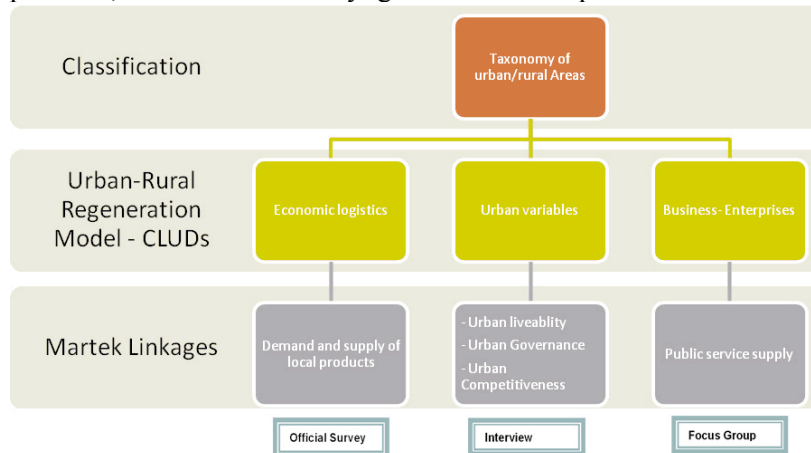 Classification
Taxonomy of
urban/rural Areas
Urban-Rural
Regeneration
Model - CLUDs
Economic logistics
Urban variables
Business- Enterprises
Martek Linkages
Demand and supply of
local products
- Urban liveablity
- Urban Governance
- Urban
Competitiveness
Public service supply
Official Survey
Interview
Focus Group